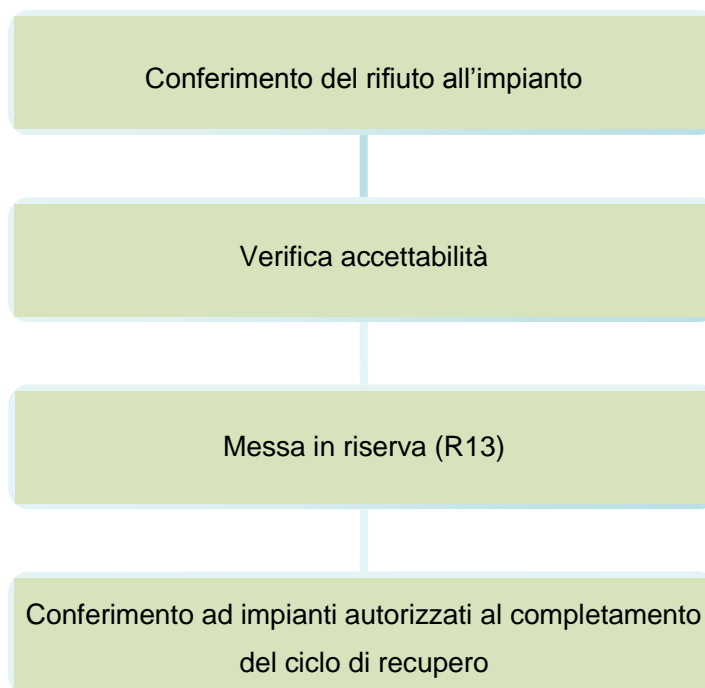 Conferimento del rifiuto all’impianto
Verifica accettabilità
Messa in riserva (R13)
Conferimento ad impianti autorizzati al completamento
del ciclo di recupero